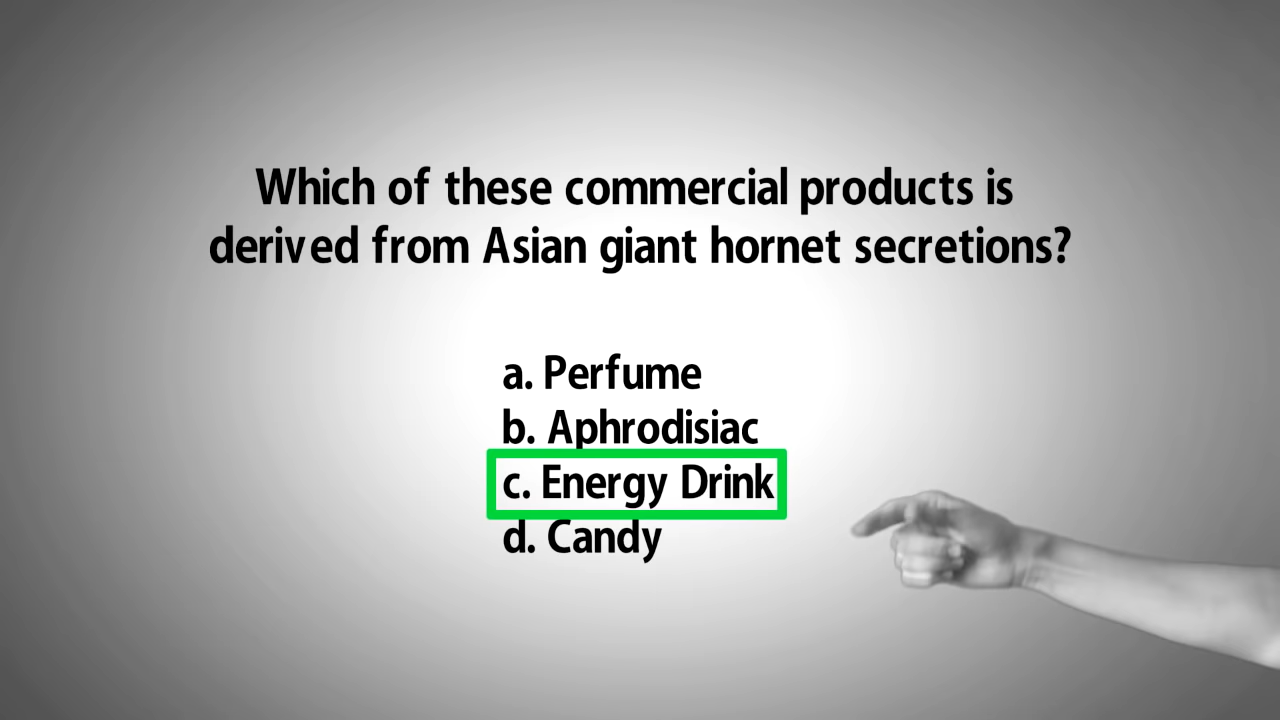 Which of these commercial products is
derived from Asian giant hornet secretions?
a. Perfume
b. Aphrodisiac
c. Energy Drink
d. Candy